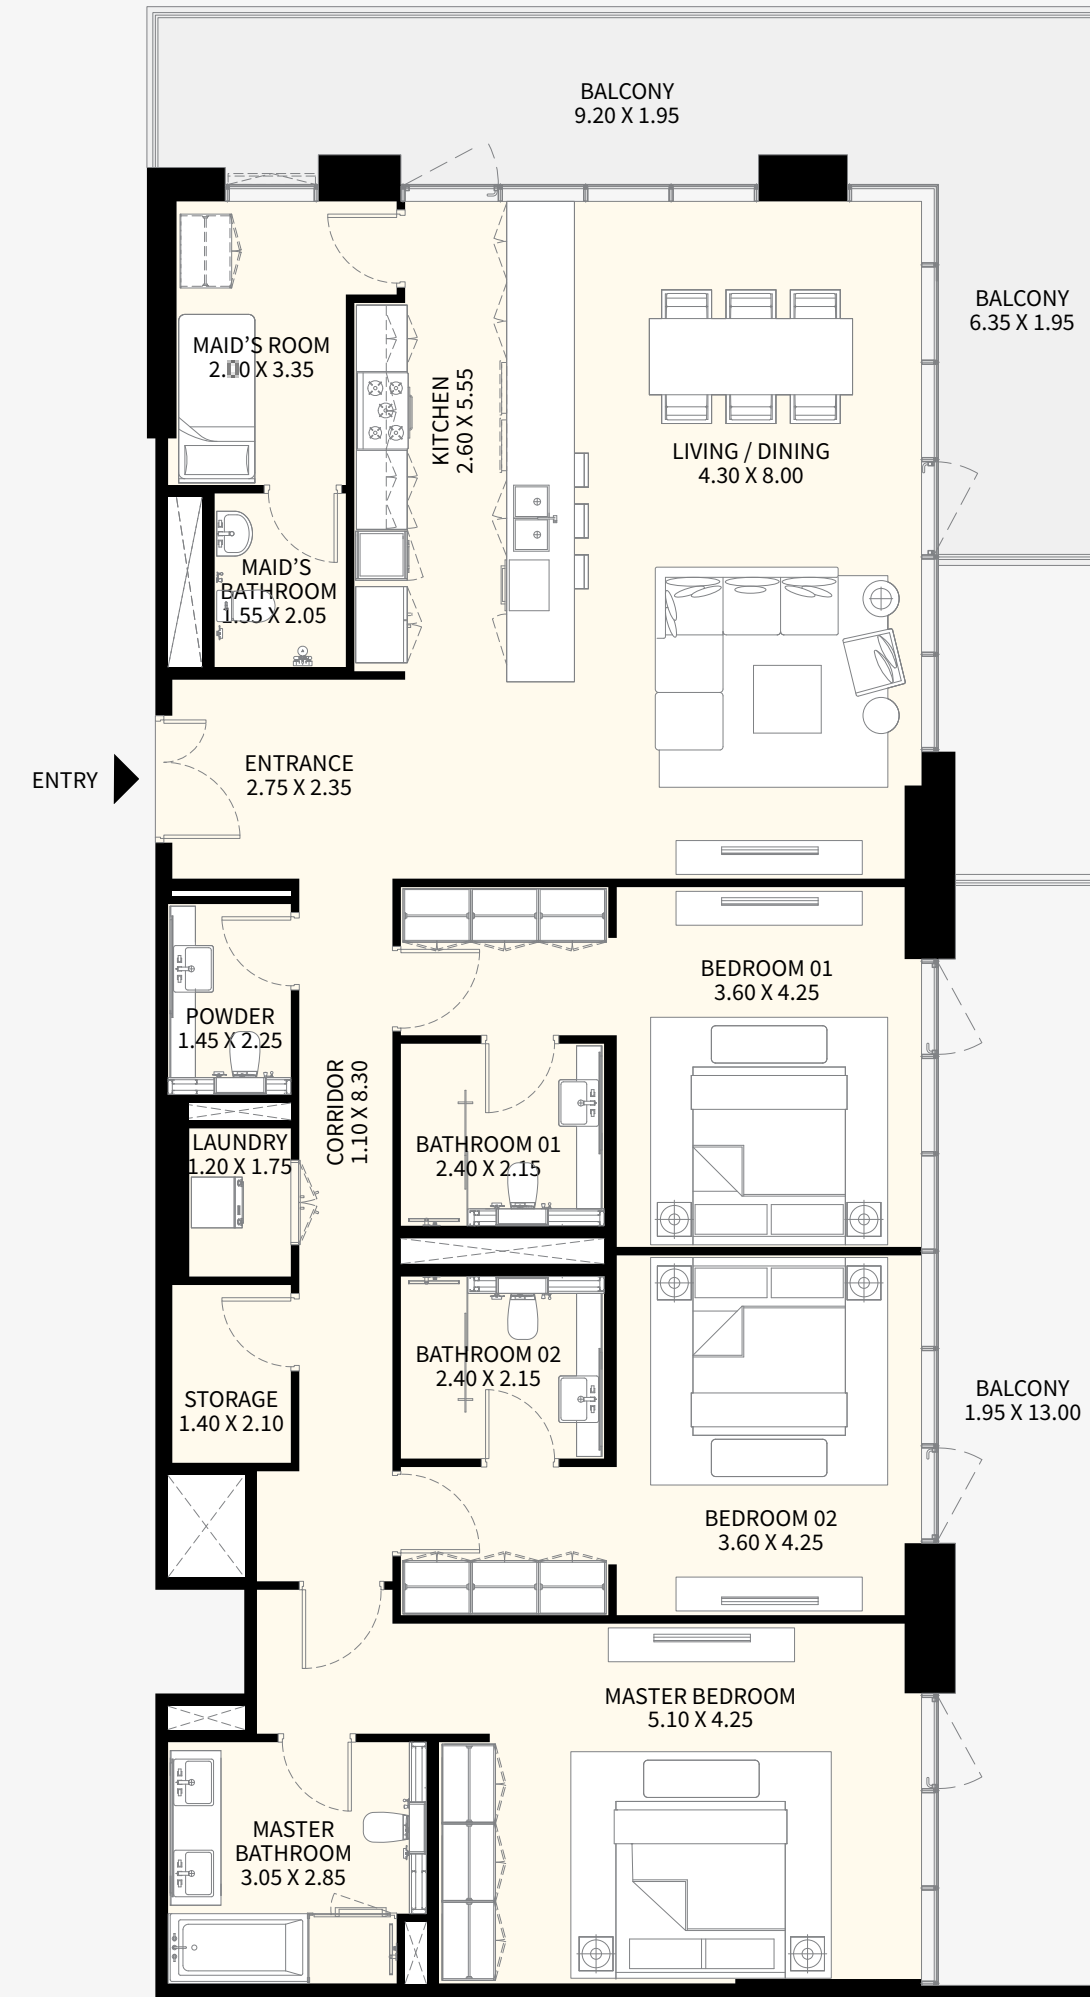 BALCONY
9.20 X 1.95
BALCONY
6.35 X 1.95
MAID'S ROOM
X 3.35
KITCHEN
2.60 X 5.55
LIVING / DINING
4.30 X 8.00
MAID'S
BATHROOM
1.55 X 2.05
ENTRY
ENTRANCE
2.75 X 2.35
BEDROOM 01
3.60 X 4.25
POWDER
1.45 X 2.25
CORRIDOR
1.10 X 8.30
LAUNDRY
1.20 X 1.75
BATHROOM 01
2.40 X 2.15
BATHROOM 02
2.40 X 2.15
STORAGE
1.40 X 2.10
BALCONY
1.95 X 13.00
BEDROOM 02
3.60 X 4.25
MASTER BEDROOM
5.10 X 4.25
MASTER
BATHROOM
3.05 X 2.85